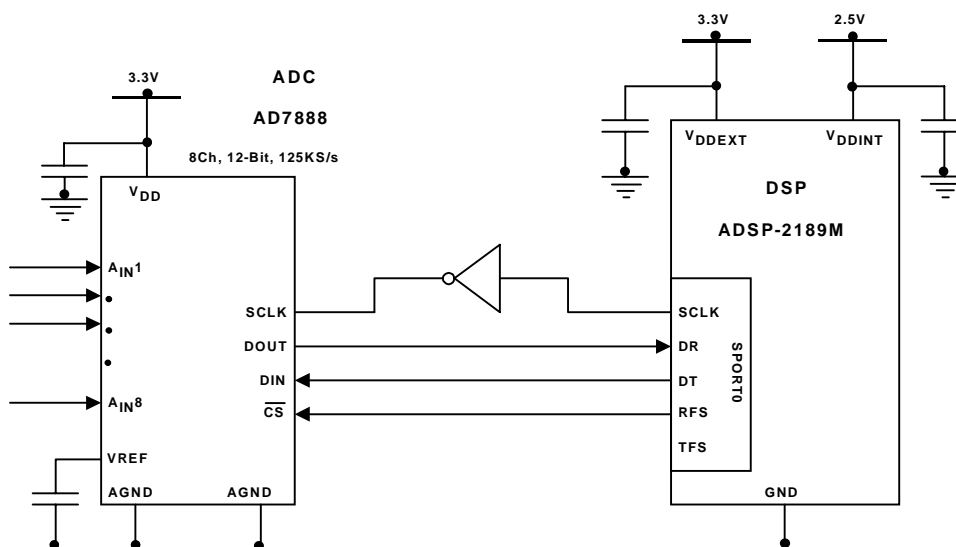 3.3V
ADC
AD7888
8Ch, 12-Bit, 125KS/s
VDD
AIN1
AIN8
VREF
AGND AGND
SCLK
DOUT
DIN
CS
3.3V 2.5V
VDDEXT VDDINT
DSP
ADSP-2189M
SCLK
DR
DT
RFS
TFS
SPORT0
GND